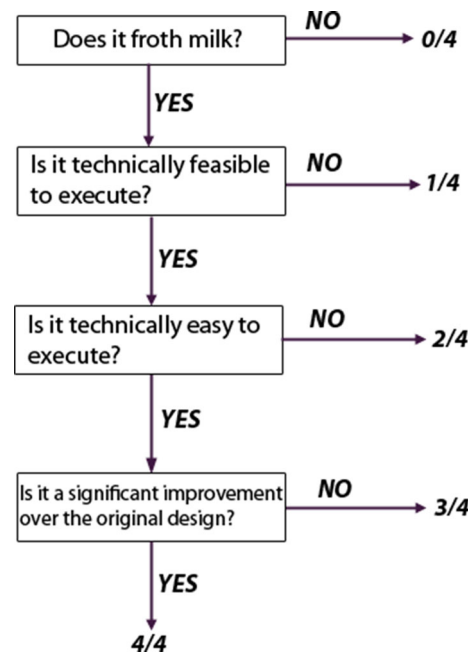 Does it froth milk?
NO
0/4
YES
Is it technically feasible
to execute?
NO
1/4
YES
Is it technically easy to
execute?
NO
2/4
YES
Is it a significant improvement
over the original design?
NO
3/4
YES
4/4